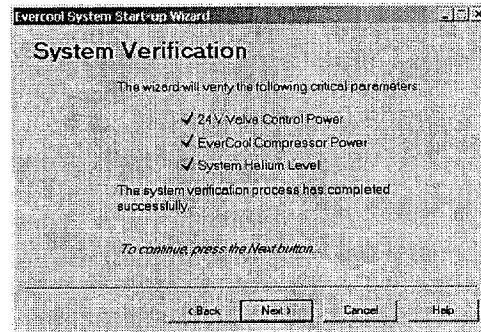 Evercool System Start-up Wizard
System Verification
The wizard will verify the following critical parameters:
24 V Valve Control Power
EverCool Compressor Power
System Helium Level
The system verification process has completed
successfully.
To continue, press the Next button...
< Back Next > Cancel Help